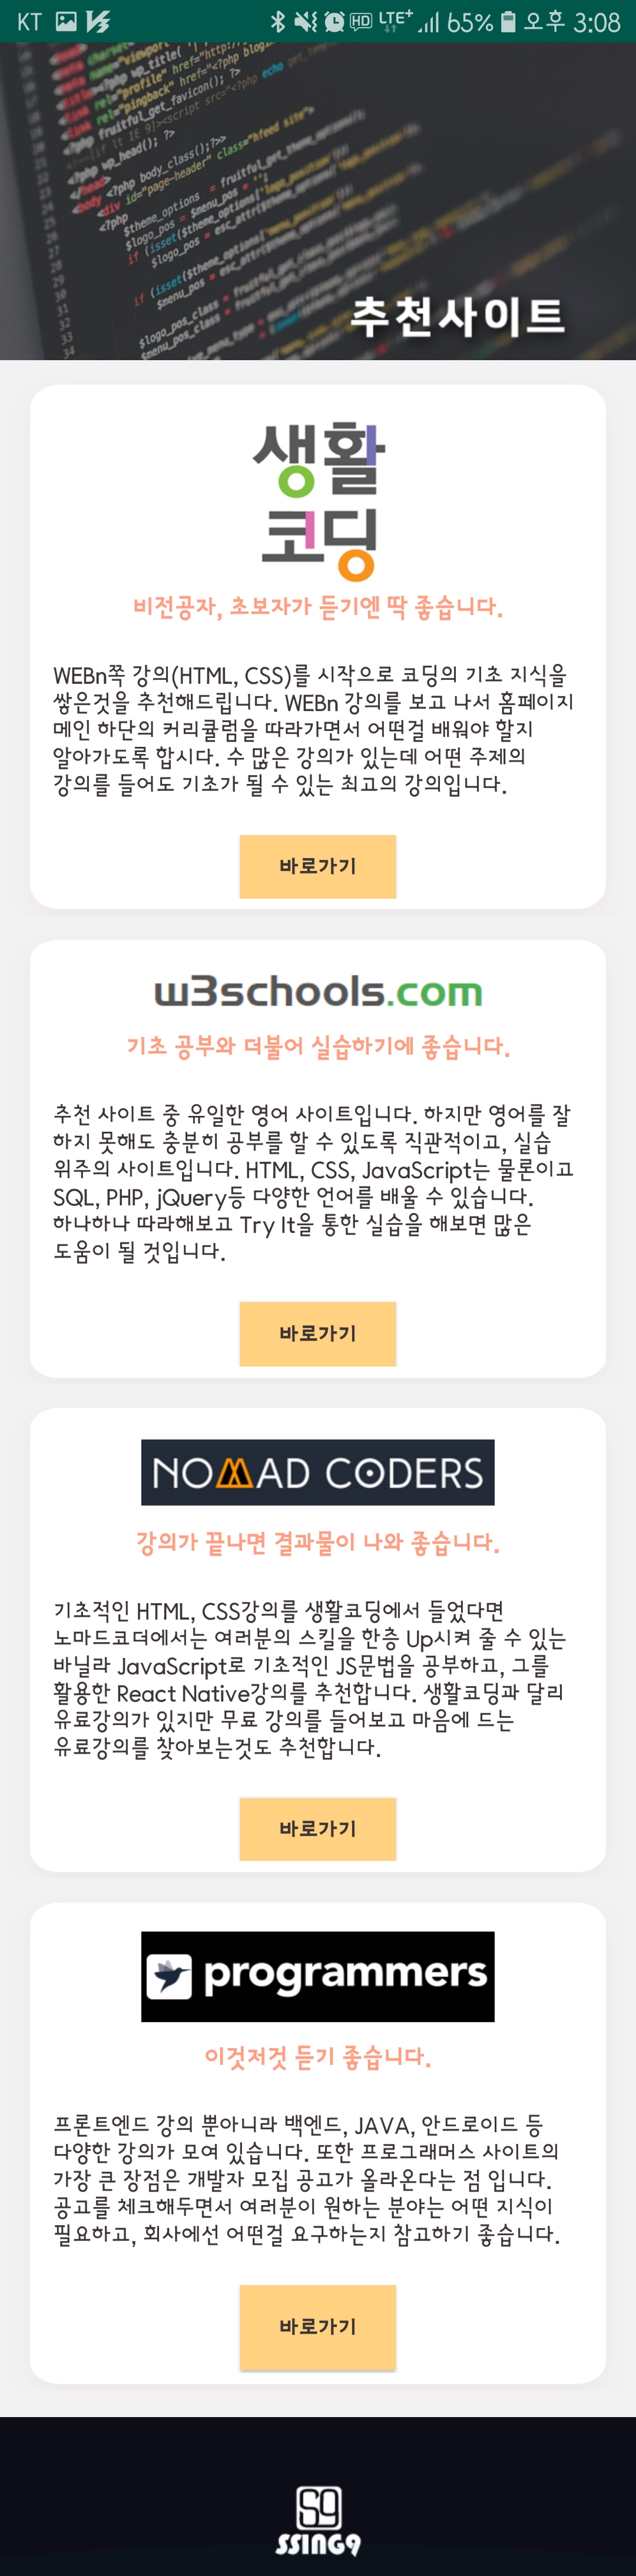 KT
HD LTE+ 65% 오후 3:08
추천사이트
생활
코딩
비전공자, 초보자가 듣기엔 딱 좋습니다.
WEBn쪽 강의(HTML, CSS)를 시작으로 코딩의 기초 지식을
쌓은것을 추천해드립니다. WEBn 강의를 보고 나서 홈페이지
메인 하단의 커리큘럼을 따라가면서 어떤걸 배워야 할지
알아가도록 합시다. 수 많은 강의가 있는데 어떤 주제의
강의를 들어도 기초가 될 수 있는 최고의 강의입니다.
바로가기
w3schools.com
기초 공부와 더불어 실습하기에 좋습니다.
추천 사이트 중 유일한 영어 사이트입니다. 하지만 영어를 잘
하지 못해도 충분히 공부를 할 수 있도록 직관적이고, 실습
위주의 사이트입니다. HTML, CSS, JavaScript는 물론이고
SQL, PHP, jQuery등 다양한 언어를 배울 수 있습니다.
하나하나 따라해보고 Try It을 통한 실습을 해보면 많은
도움이 될 것입니다.
바로가기
NOMAD CODERS
강의가 끝나면 결과물이 나와 좋습니다.
기초적인 HTML, CSS강의를 생활코딩에서 들었다면
노마드코더에서는 여러분의 스킬을 한층 Up시켜 줄 수 있는
바닐라 JavaScript로 기초적인 JS문법을 공부하고, 그를
활용한 React Native강의를 추천합니다. 생활코딩과 달리
유료강의가 있지만 무료 강의를 들어보고 마음에 드는
유료강의를 찾아보는것도 추천합니다.
바로가기
programmers
이것저것 듣기 좋습니다.
프론트엔드 강의 뿐아니라 백엔드, JAVA, 안드로이드 등
다양한 강의가 모여 있습니다. 또한 프로그래머스 사이트의
가장 큰 장점은 개발자 모집 공고가 올라온다는 점 입니다.
공고를 체크해두면서 여러분이 원하는 분야는 어떤 지식이
필요하고, 회사에선 어떤걸 요구하는지 참고하기 좋습니다.
바로가기
SG
SSING9